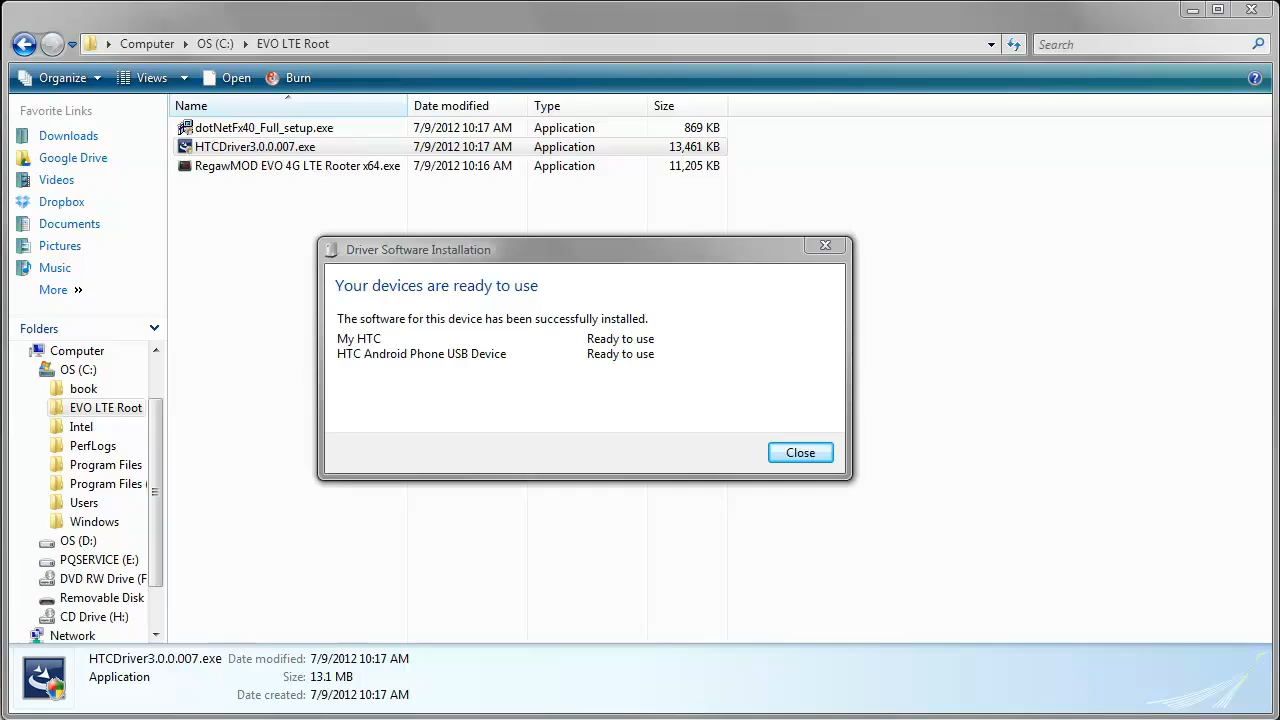 Computer OS (C:) EVO LTE Root Search
Organize Views Open Burn
Favorite Links
Downloads
Google Drive
Videos
Dropbox
Documents
Pictures
Music
More »
Folders
Computer
OS (C:)
book
EVO LTE Root
Intel
PerfLogs
Program Files
Program Files (
Users
Windows
OS (D:)
PQSERVICE (E:)
DVD RW Drive (F
Removable Disk
CD Drive (H:)
Network
Name Date modified Type Size
dotNetFx40_Full_setup.exe 7/9/2012 10:17 AM Application 869 KB
HTCDriver3.0.0.007.exe 7/9/2012 10:17 AM Application 13,461 KB
RegawMOD EVO 4G LTE Rooter x64.exe 7/9/2012 10:16 AM Application 11,205 KB
Driver Software Installation
Your devices are ready to use
The software for this device has been successfully installed.
My HTC Ready to use
HTC Android Phone USB Device Ready to use
Close
HTCDriver3.0.0.007.exe Date modified: 7/9/2012 10:17 AM
Application Size: 13.1 MB
Date created: 7/9/2012 10:17 AM